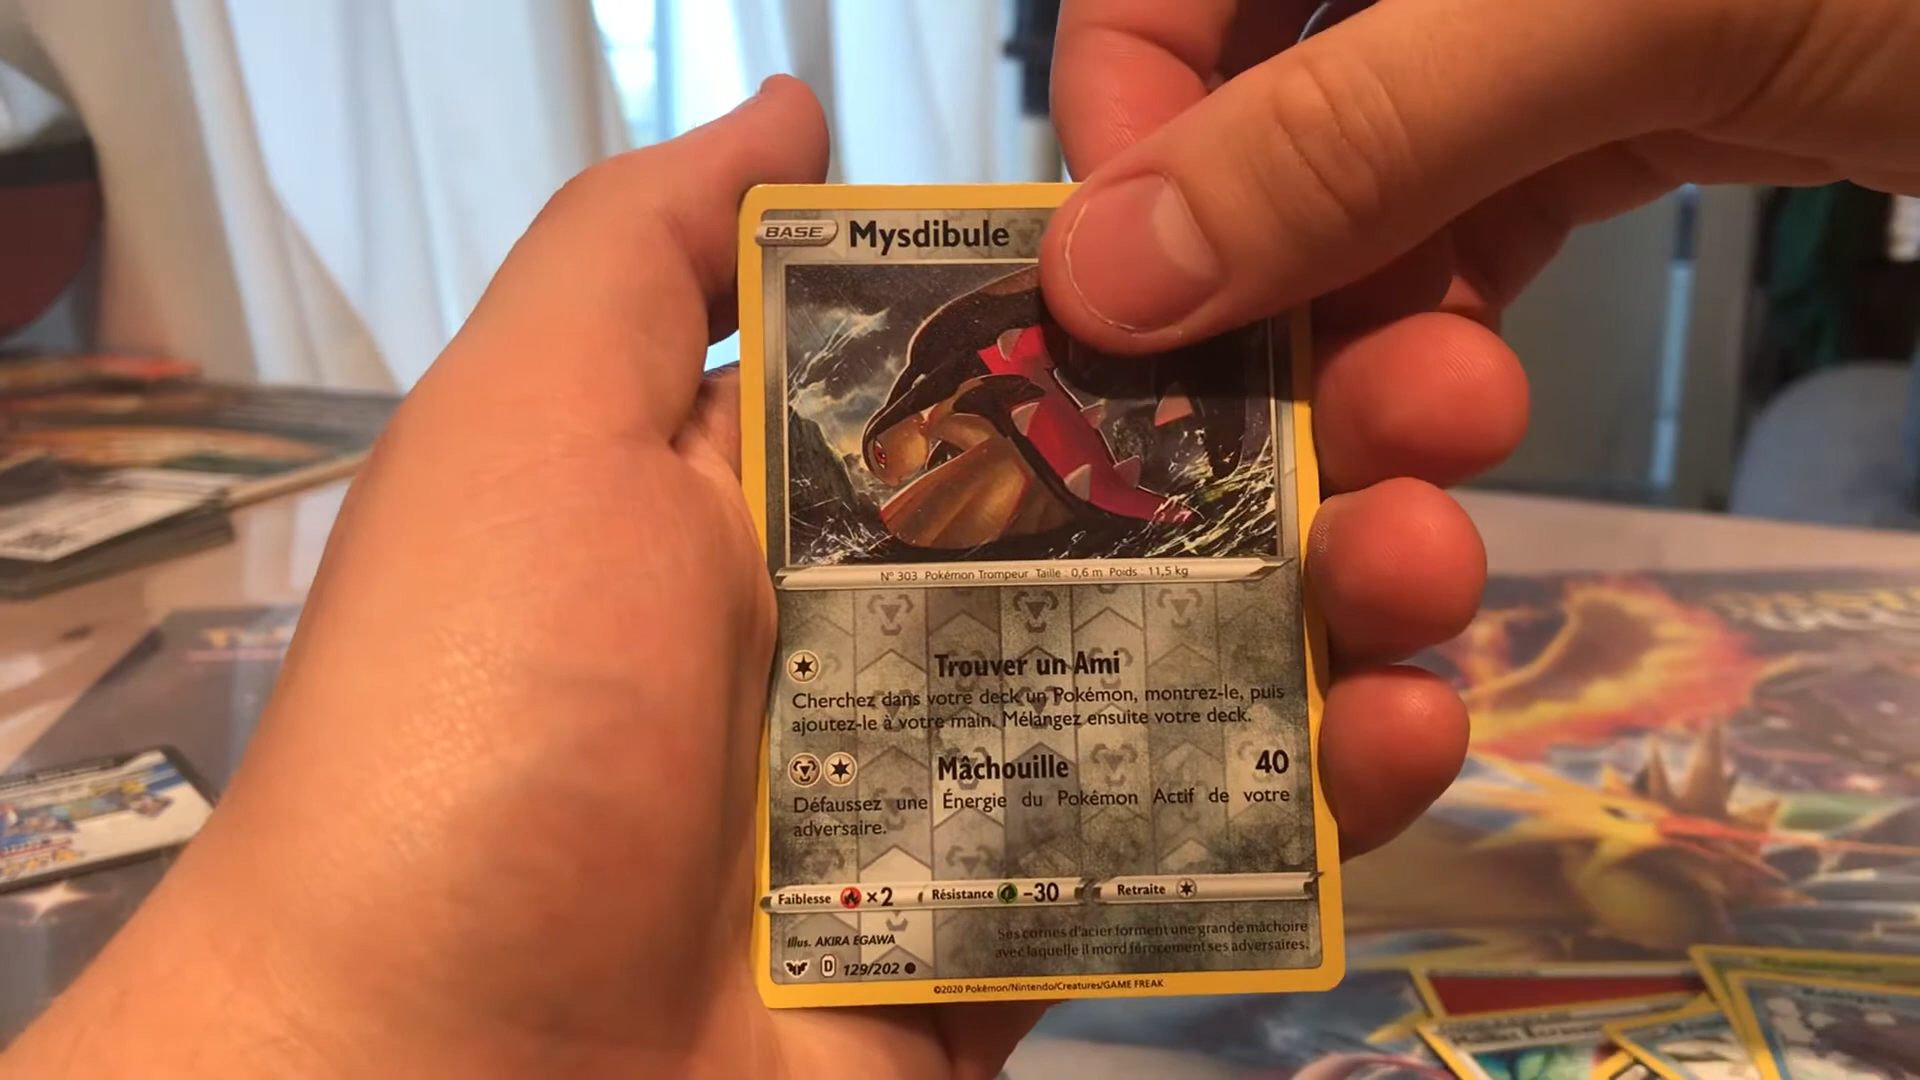 BASE Mysdibule
N° 303 Pokémon Trompeur Taille : 0,6 m Poids : 11,5 kg
Trouver un Ami
Cherchez dans votre deck un Pokémon, montrez-le, puis
ajoutez-le à votre main. Mélangez ensuite votre deck.
Mâchouille 40
Défaussez une Énergie du Pokémon Actif de votre
adversaire.
Faiblesse ×2 Résistance -30 Retraite
Illus. AKIRA EGAWA
Ses cornes d'acier forment une grande mâchoire
avec laquelle il mord férocement ses adversaires.
D 129/202
©2020 Pokémon/Nintendo/Creatures/GAME FREAK